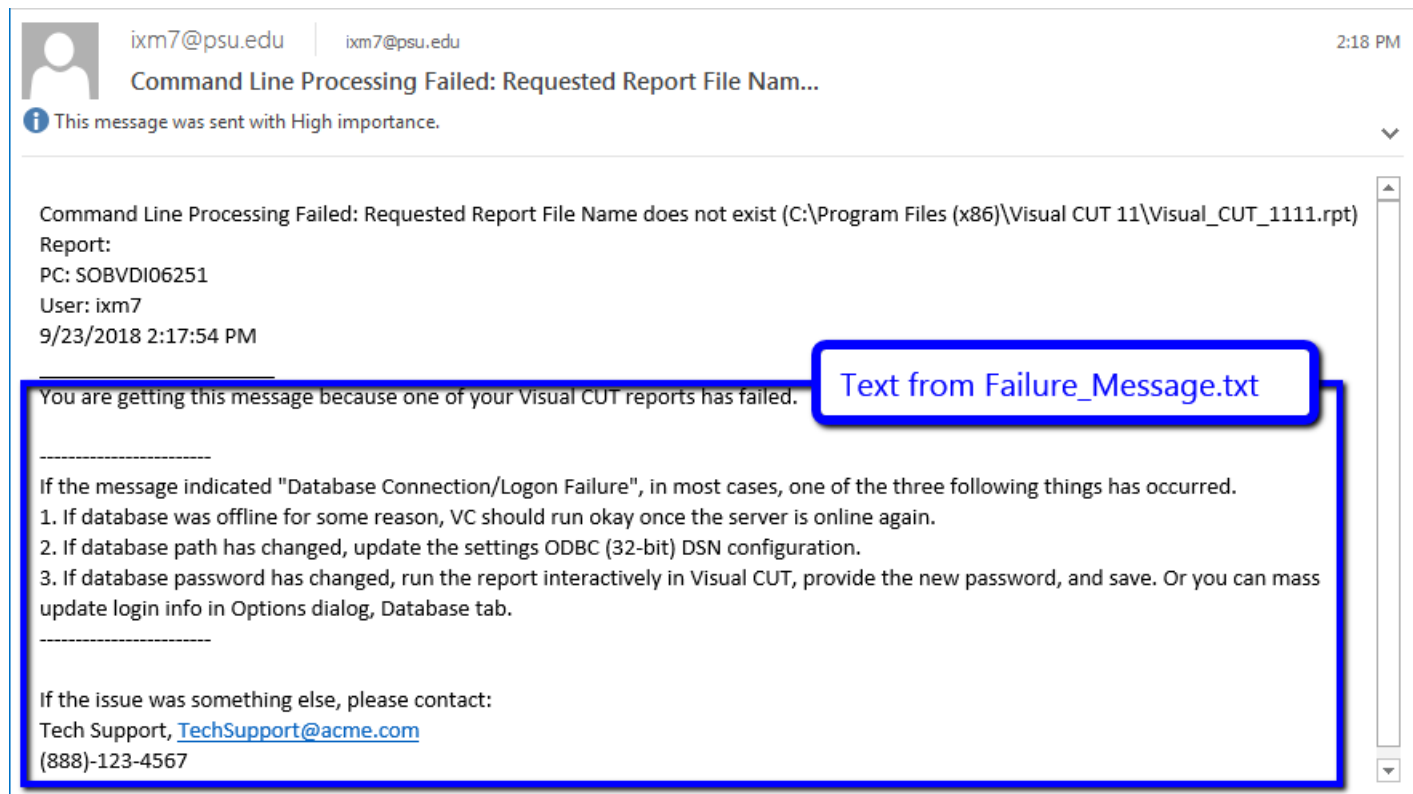 ixm7@psu.edu ixm7@psu.edu 2:18 PM
Command Line Processing Failed: Requested Report File Nam...
This message was sent with High importance.
Command Line Processing Failed: Requested Report File Name does not exist (C:\Program Files (x86)\Visual CUT 11\Visual_CUT_1111.rpt)
Report:
PC: SOBVDI06251
User: ixm7
9/23/2018 2:17:54 PM
Text from Failure_Message.txt
You are getting this message because one of your Visual CUT reports has failed.
------------------------
If the message indicated "Database Connection/Logon Failure", in most cases, one of the three following things has occurred.
1. If database was offline for some reason, VC should run okay once the server is online again.
2. If database path has changed, update the settings ODBC (32-bit) DSN configuration.
3. If database password has changed, run the report interactively in Visual CUT, provide the new password, and save. Or you can mass
update login info in Options dialog, Database tab.
------------------------
If the issue was something else, please contact:
Tech Support, TechSupport@acme.com
(888)-123-4567